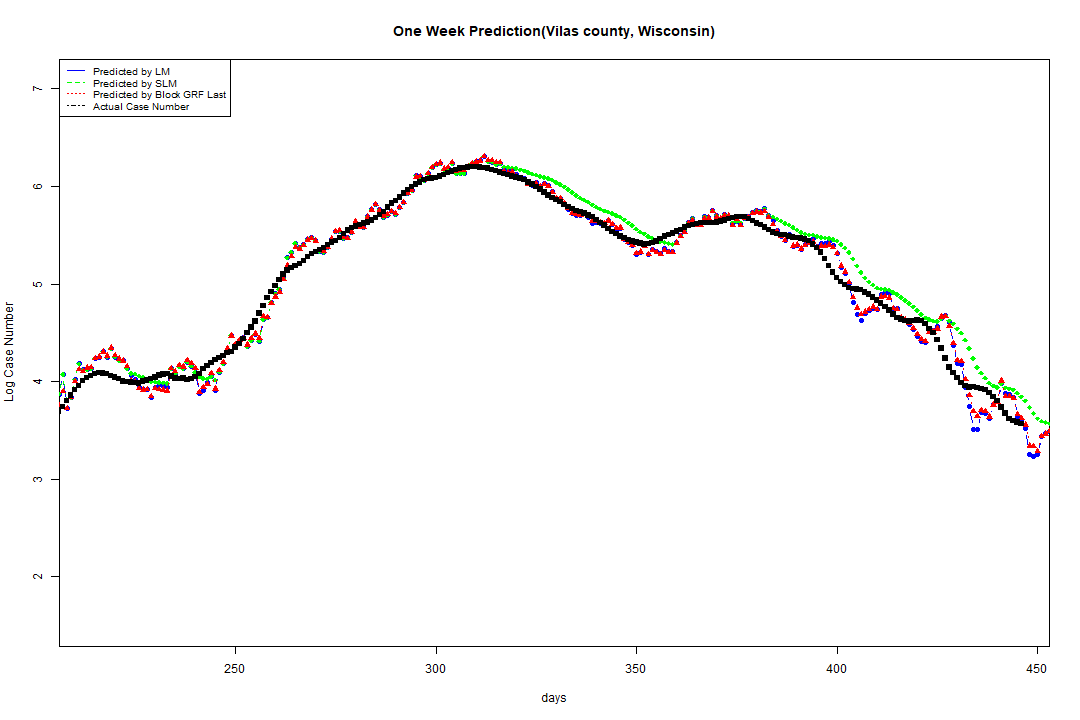 One Week Prediction(Vilas county, Wisconsin)
Predicted by LM
Predicted by SLM
Predicted by Block GRF Last
Actual Case Number
7
6
5
4
3
2
Log Case Number
250 300 350 400 450
days